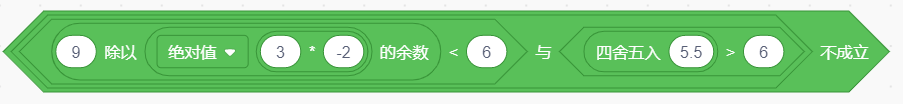 9 除以 绝对值 3 * -2 的余数 < 6 与 四舍五入 5.5 > 6 不成立